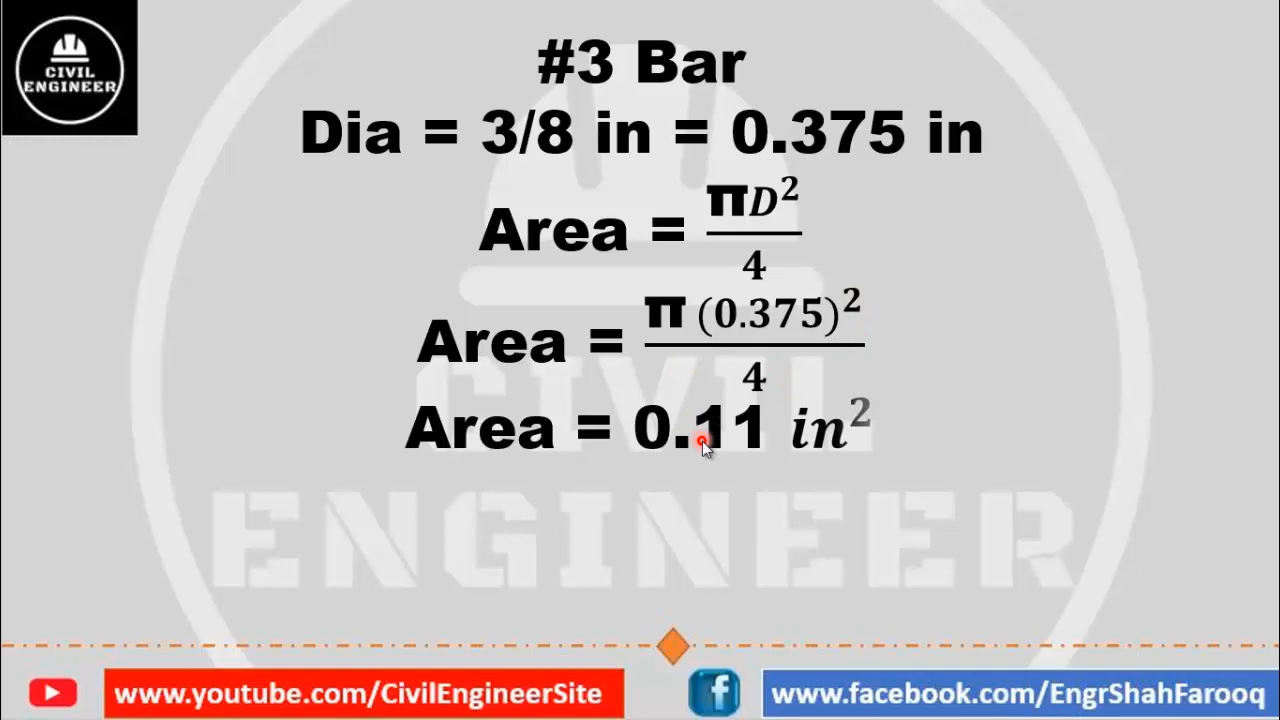 CIVIL
ENGINEER
#3 Bar
Dia = 3/8 in = 0.375 in
Area = πD²/4
Area = π (0.375)²/4
Area = 0.11 in²
CIVIL
ENGINEER
www.youtube.com/CivilEngineerSite
f
www.facebook.com/EngrShahFarooq